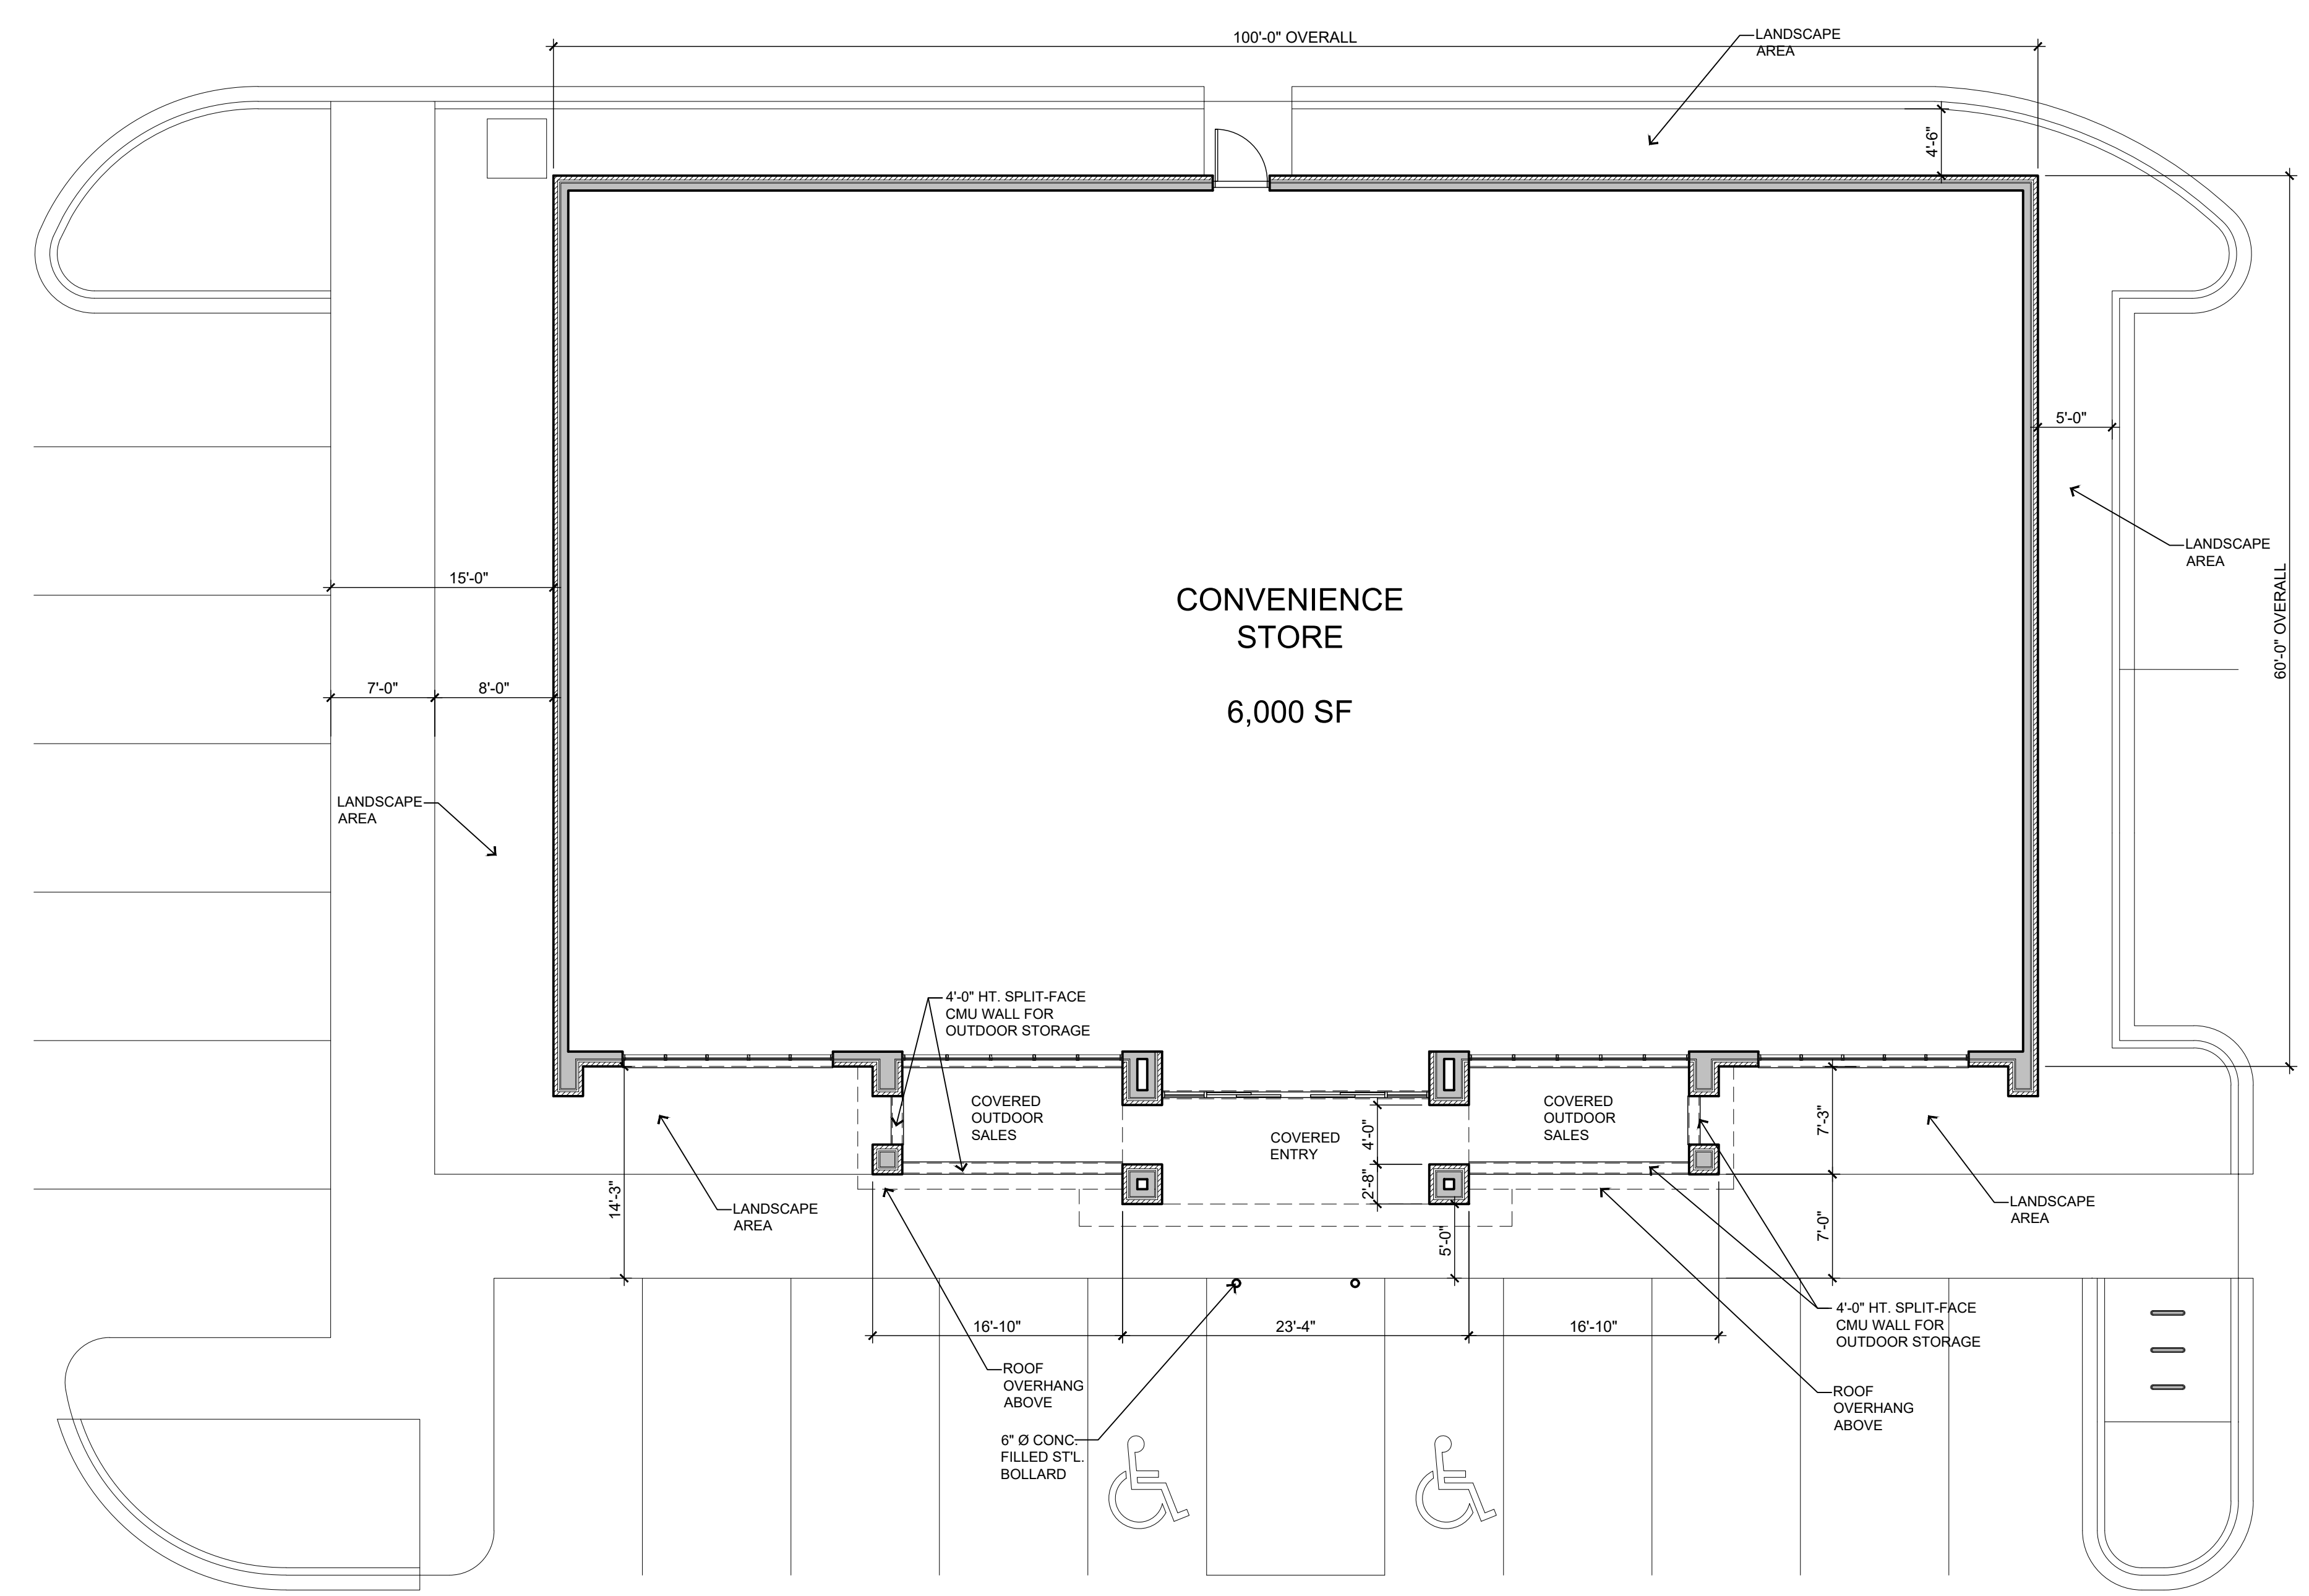 100'-0" OVERALL
LANDSCAPE
AREA
4'-6"
5'-0"
LANDSCAPE
AREA
60'-0" OVERALL
15'-0"
CONVENIENCE
STORE
6,000 SF
7'-0"
8'-0"
LANDSCAPE
AREA
4'-0" HT. SPLIT-FACE
CMU WALL FOR
OUTDOOR STORAGE
COVERED
OUTDOOR
SALES
COVERED
ENTRY
4'-0"
2'-8"
COVERED
OUTDOOR
SALES
7'-3"
14'-3"
LANDSCAPE
AREA
5'-0"
7'-0"
LANDSCAPE
AREA
16'-10"
23'-4"
16'-10"
4'-0" HT. SPLIT-FACE
CMU WALL FOR
OUTDOOR STORAGE
ROOF
OVERHANG
ABOVE
ROOF
OVERHANG
ABOVE
6" Ø CONC.
FILLED ST'L.
BOLLARD